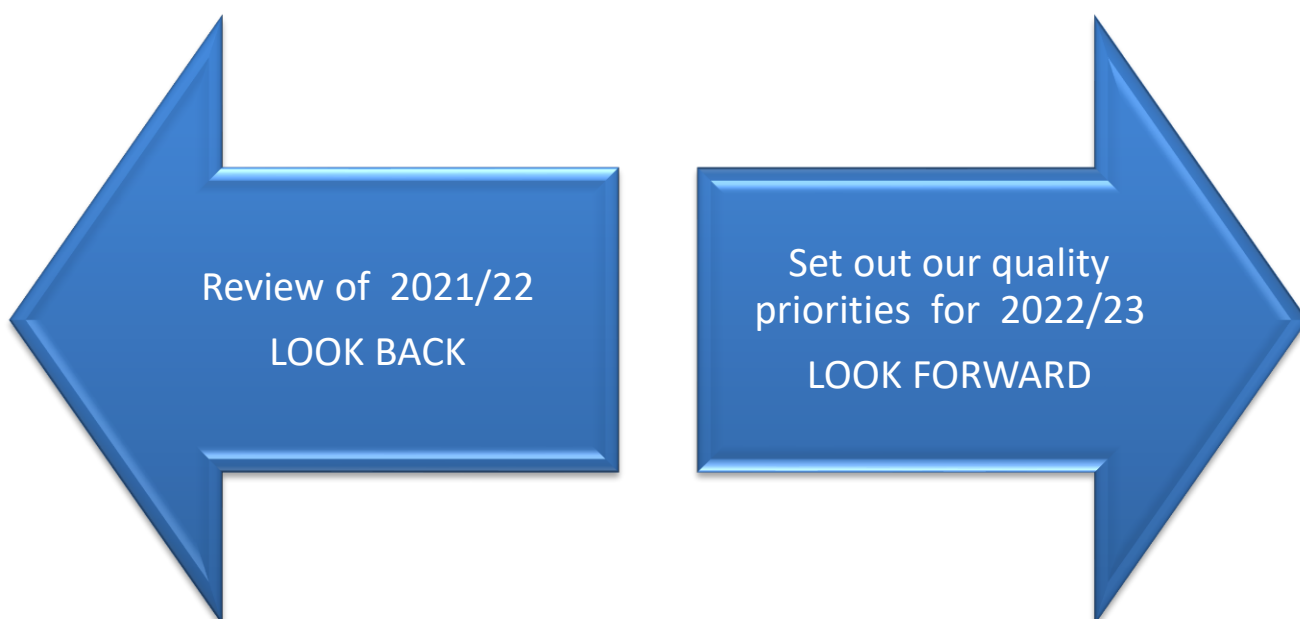 Review of 2021/22
LOOK BACK
Set out our quality
priorities for 2022/23
LOOK FORWARD